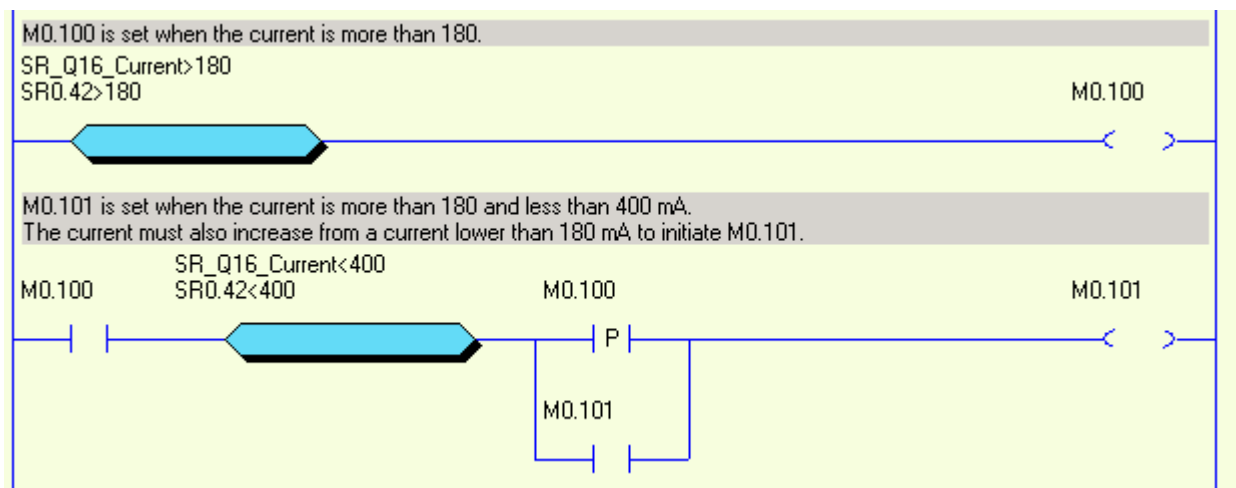 M0.100 is set when the current is more than 180.
SR_Q16_Current>180
SR0.42>180 M0.100
M0.101 is set when the current is more than 180 and less than 400 mA.
The current must also increase from a current lower than 180 mA to initiate M0.101.
SR_Q16_Current<400
M0.100 SR0.42<400 M0.100 M0.101
P
M0.101